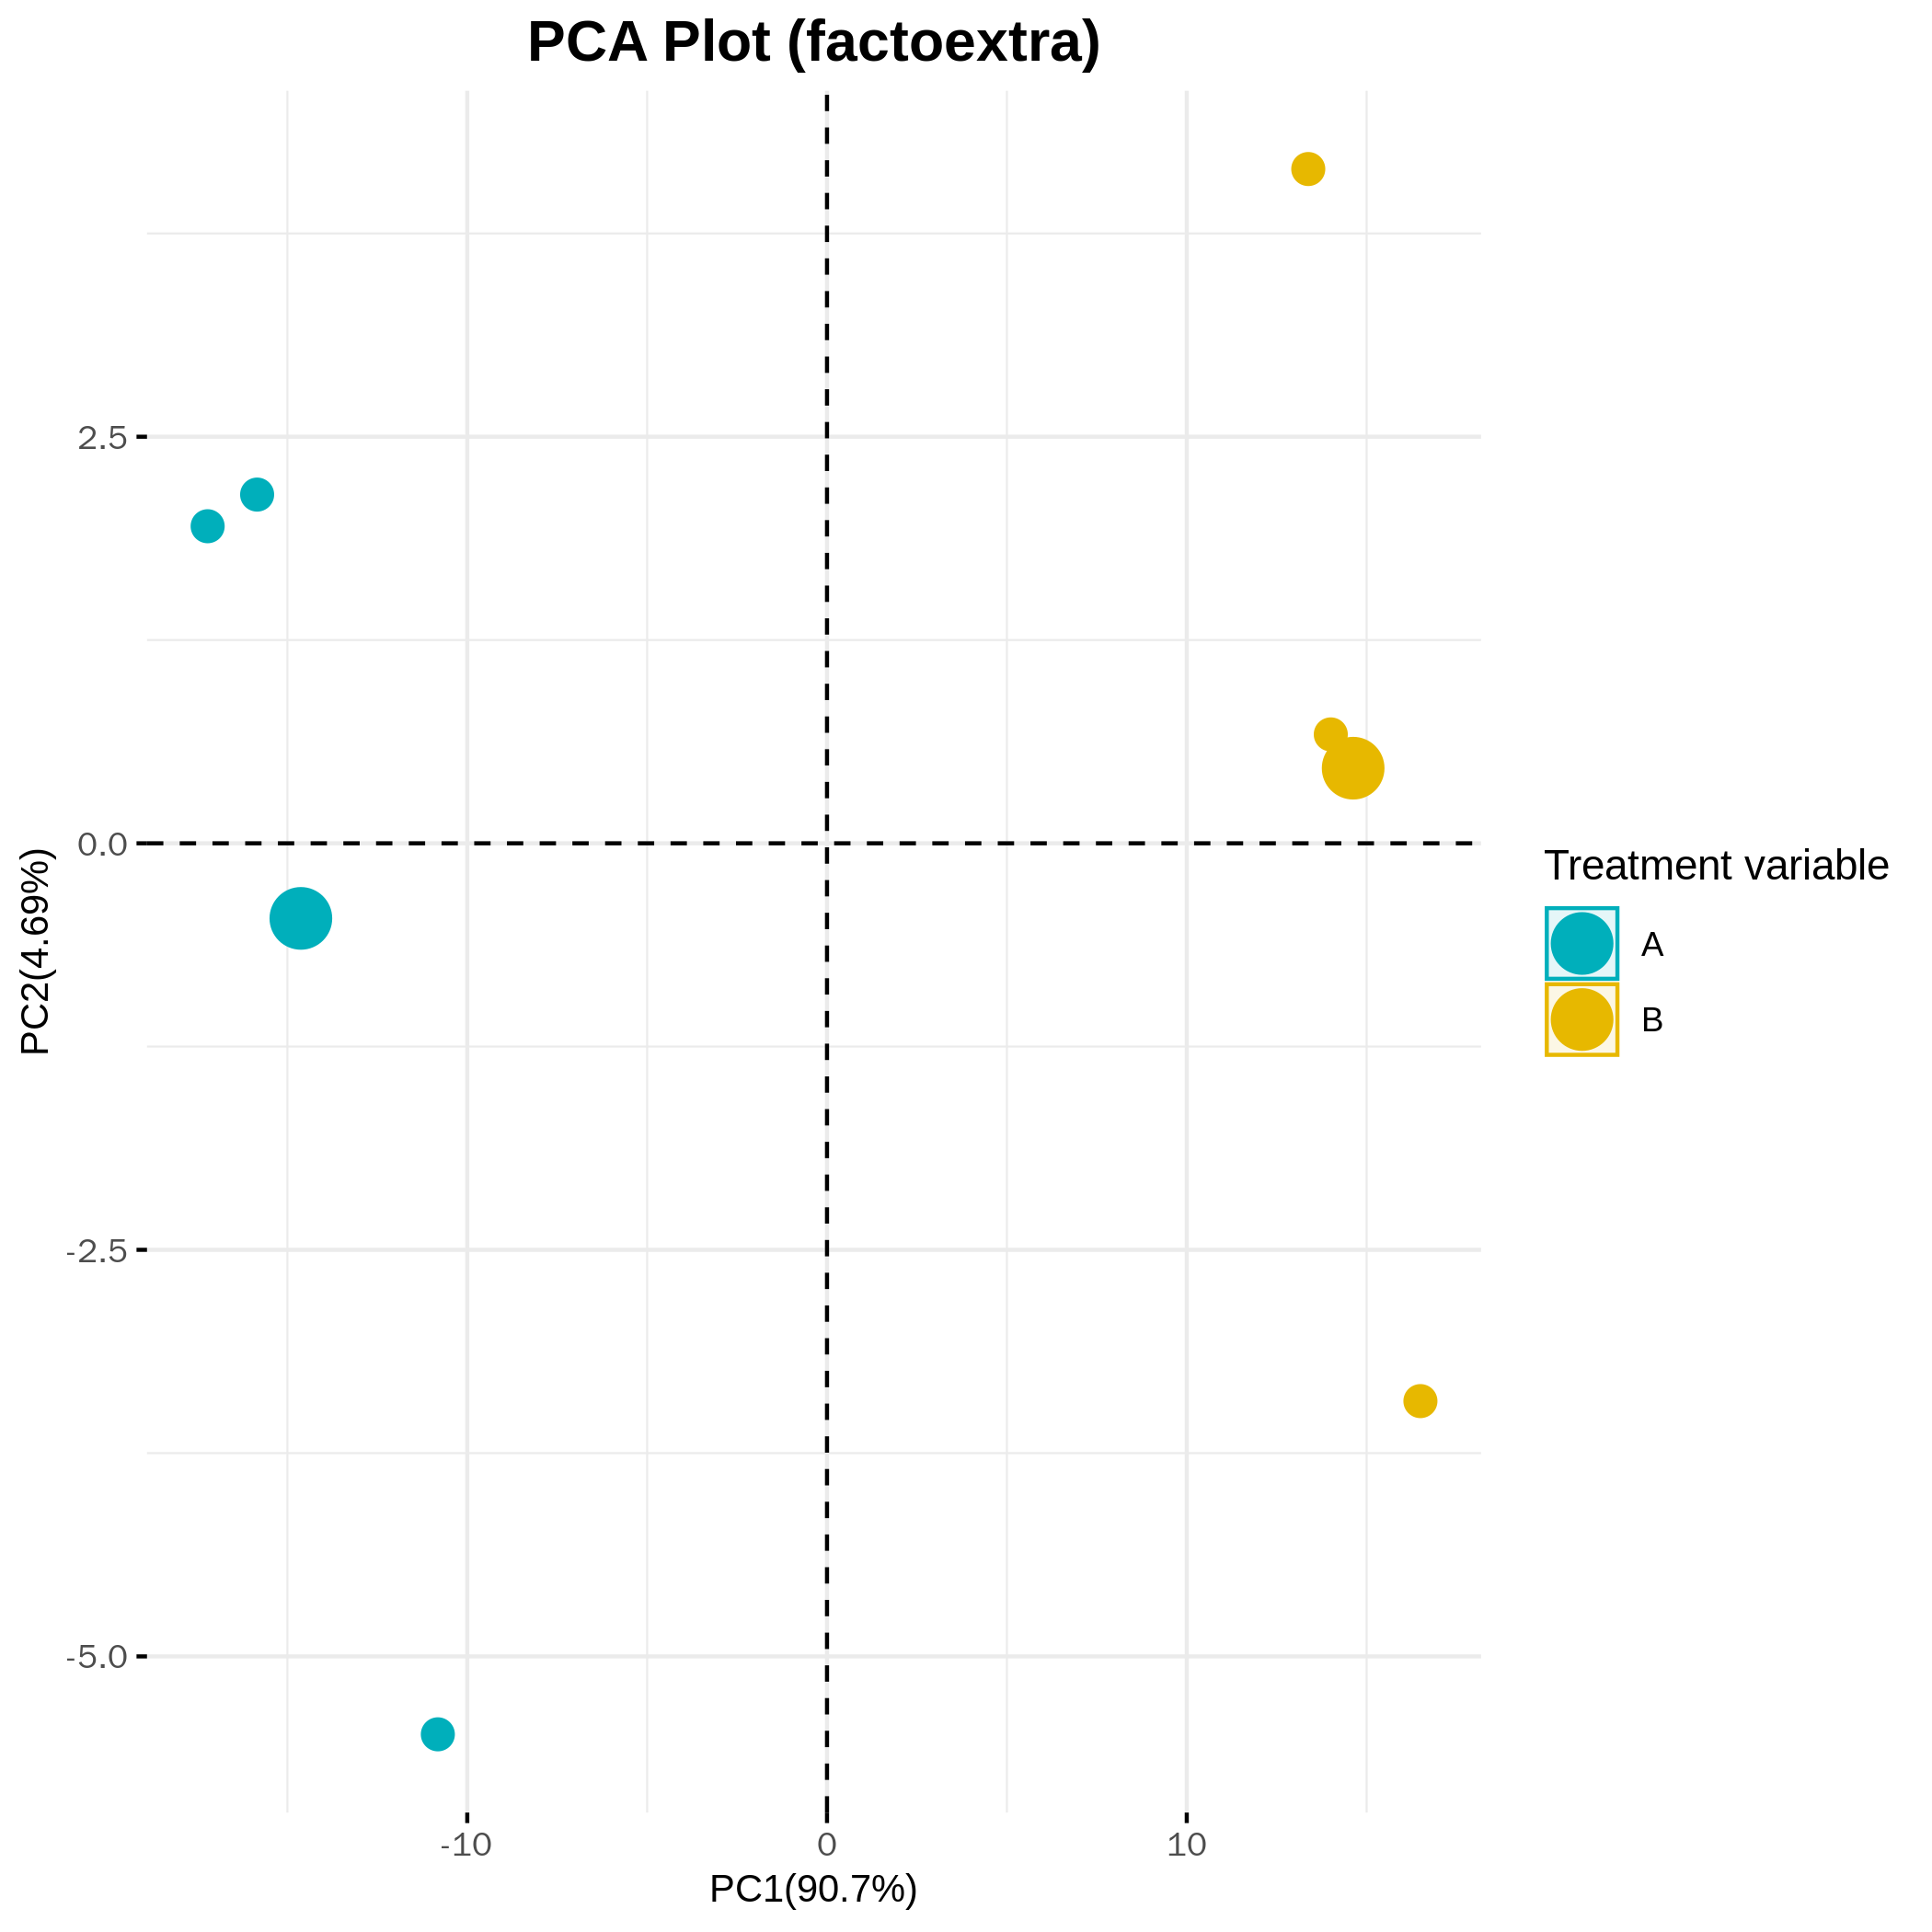 PCA Plot (factoextra)
2.5
0.0
-2.5
-5.0
PC2(4.69%)
-10
0
10
PC1(90.7%)
Treatment variable
A
B